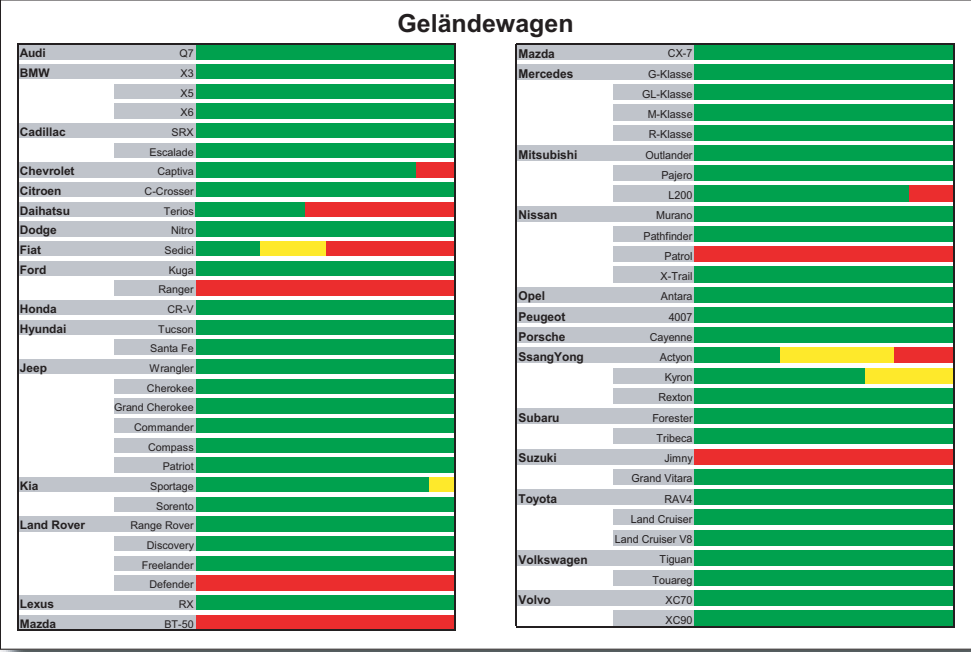 Geländewagen
Audi Q7
BMW X3
X5
X6
Cadillac SRX
Escalade
Chevrolet Captiva
Citroen C-Crosser
Daihatsu Terios
Dodge Nitro
Fiat Sedici
Ford Kuga
Ranger
Honda CR-V
Hyundai Tucson
Santa Fe
Jeep Wrangler
Cherokee
Grand Cherokee
Commander
Compass
Patriot
Kia Sportage
Sorento
Land Rover Range Rover
Discovery
Freelander
Defender
Lexus RX
Mazda BT-50
Mazda CX-7
Mercedes G-Klasse
GL-Klasse
M-Klasse
R-Klasse
Mitsubishi Outlander
Pajero
L200
Nissan Murano
Pathfinder
Patrol
X-Trail
Opel Antara
Peugeot 4007
Porsche Cayenne
SsangYong Actyon
Kyron
Rexton
Subaru Forester
Tribeca
Suzuki Jimny
Grand Vitara
Toyota RAV4
Land Cruiser
Land Cruiser V8
Volkswagen Tiguan
Touareg
Volvo XC70
XC90